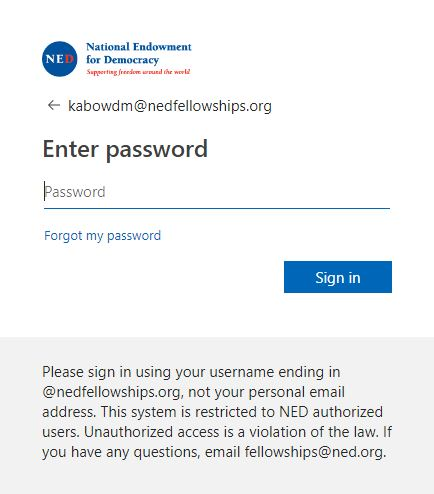 NED
National Endowment
for Democracy
Supporting freedom around the world
← kabowdm@nedfellowships.org
Enter password
Password
Forgot my password
Sign in
Please sign in using your username ending in
@nedfellowships.org, not your personal email
address. This system is restricted to NED authorized
users. Unauthorized access is a violation of the law. If
you have any questions, email fellowships@ned.org.